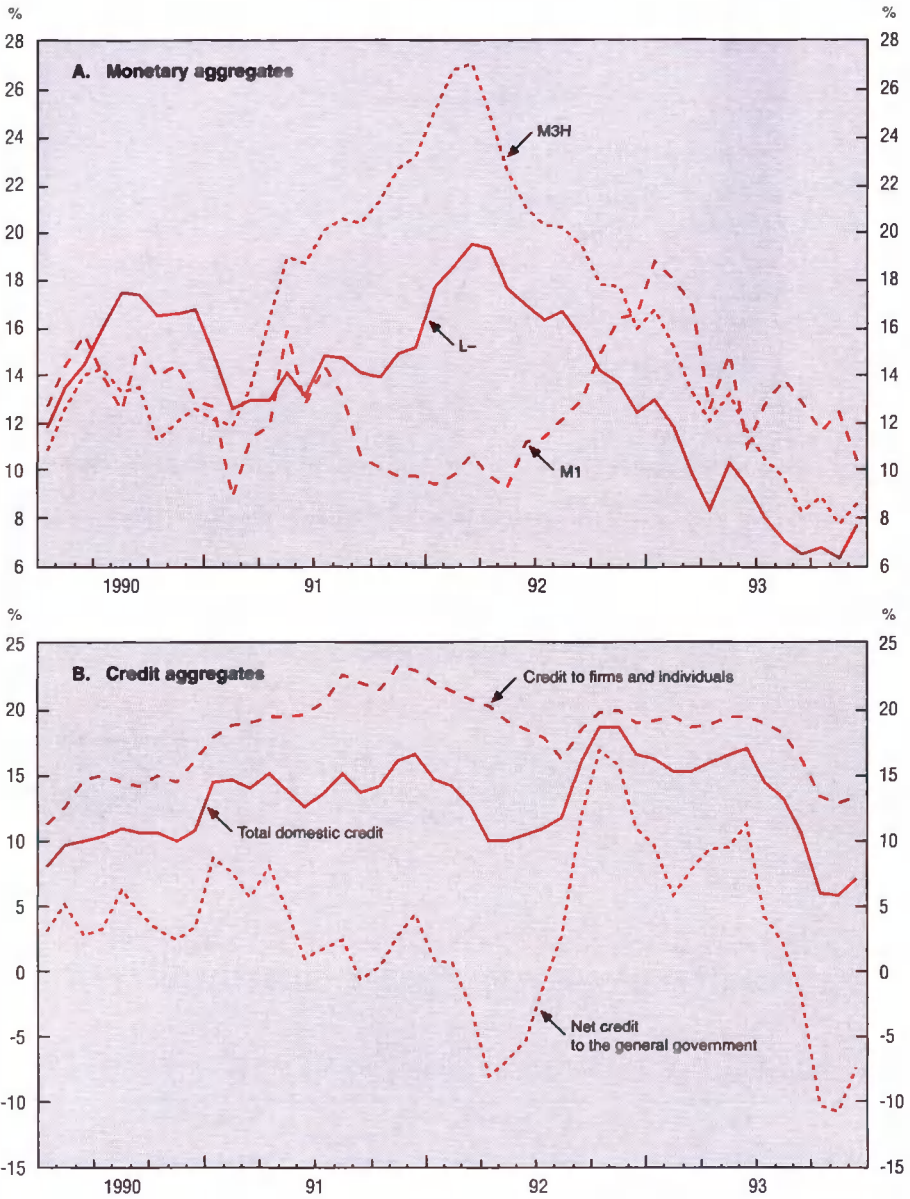 % %
28 28
A. Monetary aggregates
26 26
24 M3H 24
22 22
20 20
18 18
16 16
L-
14 14
12 12
10 M1 10
8 8
6 6
1990 91 92 93
% %
25 25
B. Credit aggregates
Credit to firms and individuals
20 20
15 15
Total domestic credit
10 10
5 5
0 0
Net credit
to the general government
-5 -5
-10 -10
-15 -15
1990 91 92 93